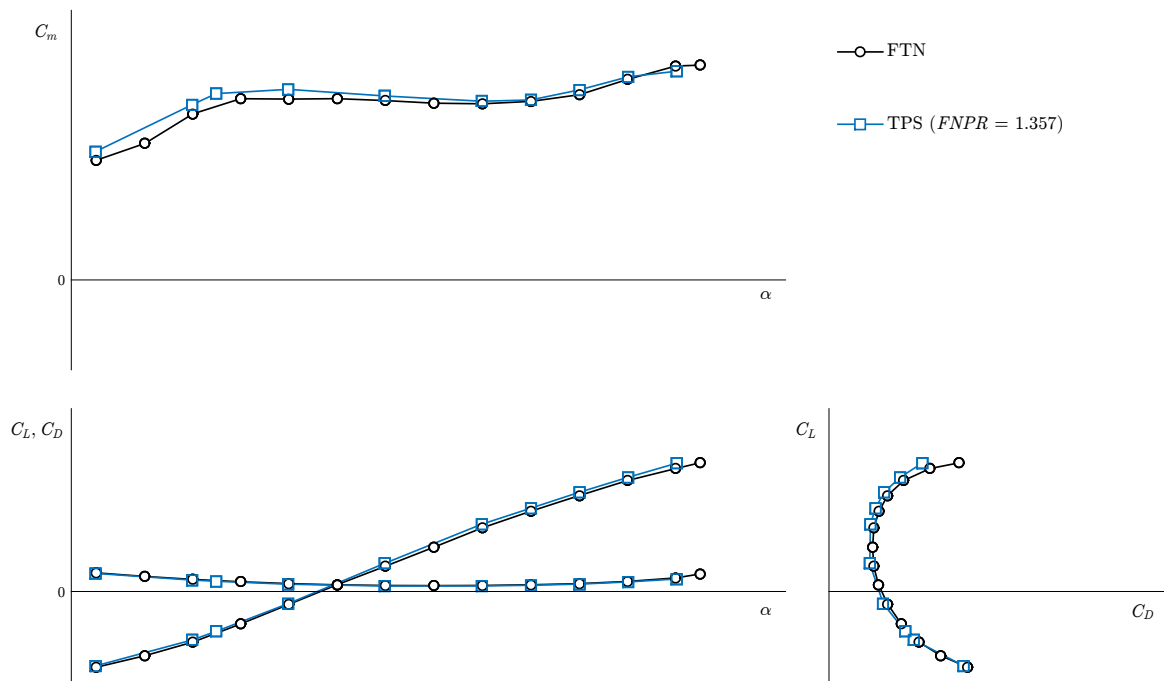 C_m
FTN
TPS (FNPR = 1.357)
0
α
C_L, C_D
0
α
C_L
C_D